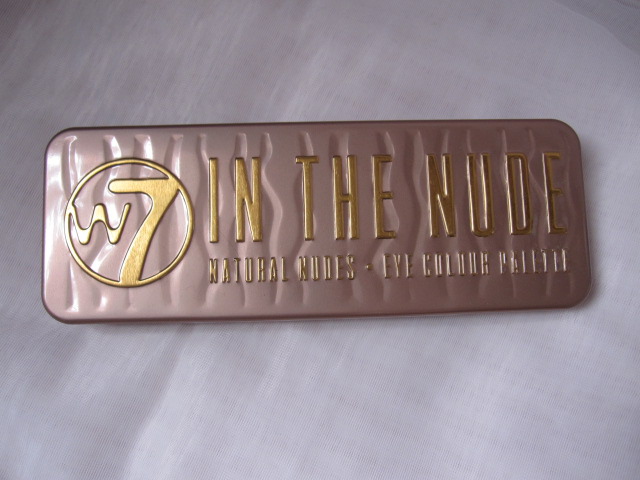 W7
IN THE NUDE
NATURAL NUDES • EYE COLOUR PALETTE